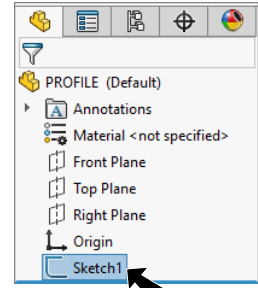 PROFILE (Default)
Annotations
Material <not specified>
Front Plane
Top Plane
Right Plane
Origin
Sketch1